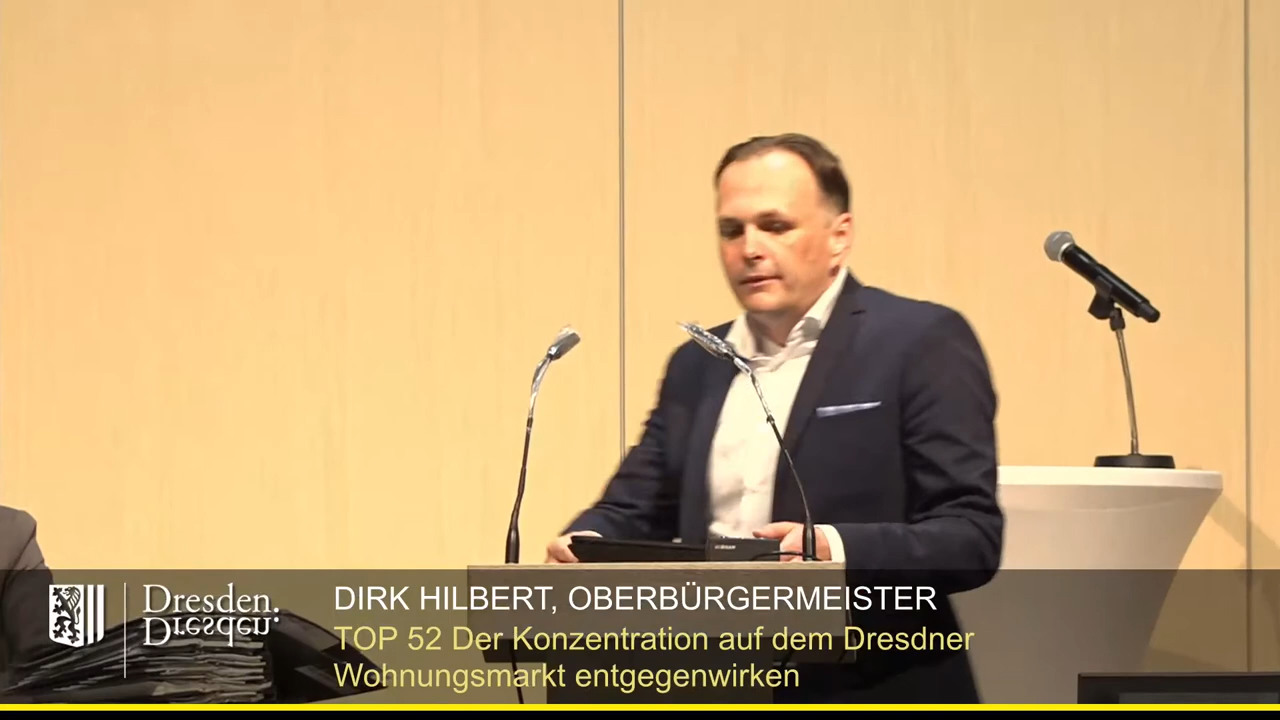 Dresden.
Dresden.
DIRK HILBERT, OBERBÜRGERMEISTER
TOP 52 Der Konzentration auf dem Dresdner
Wohnungsmarkt entgegenwirken